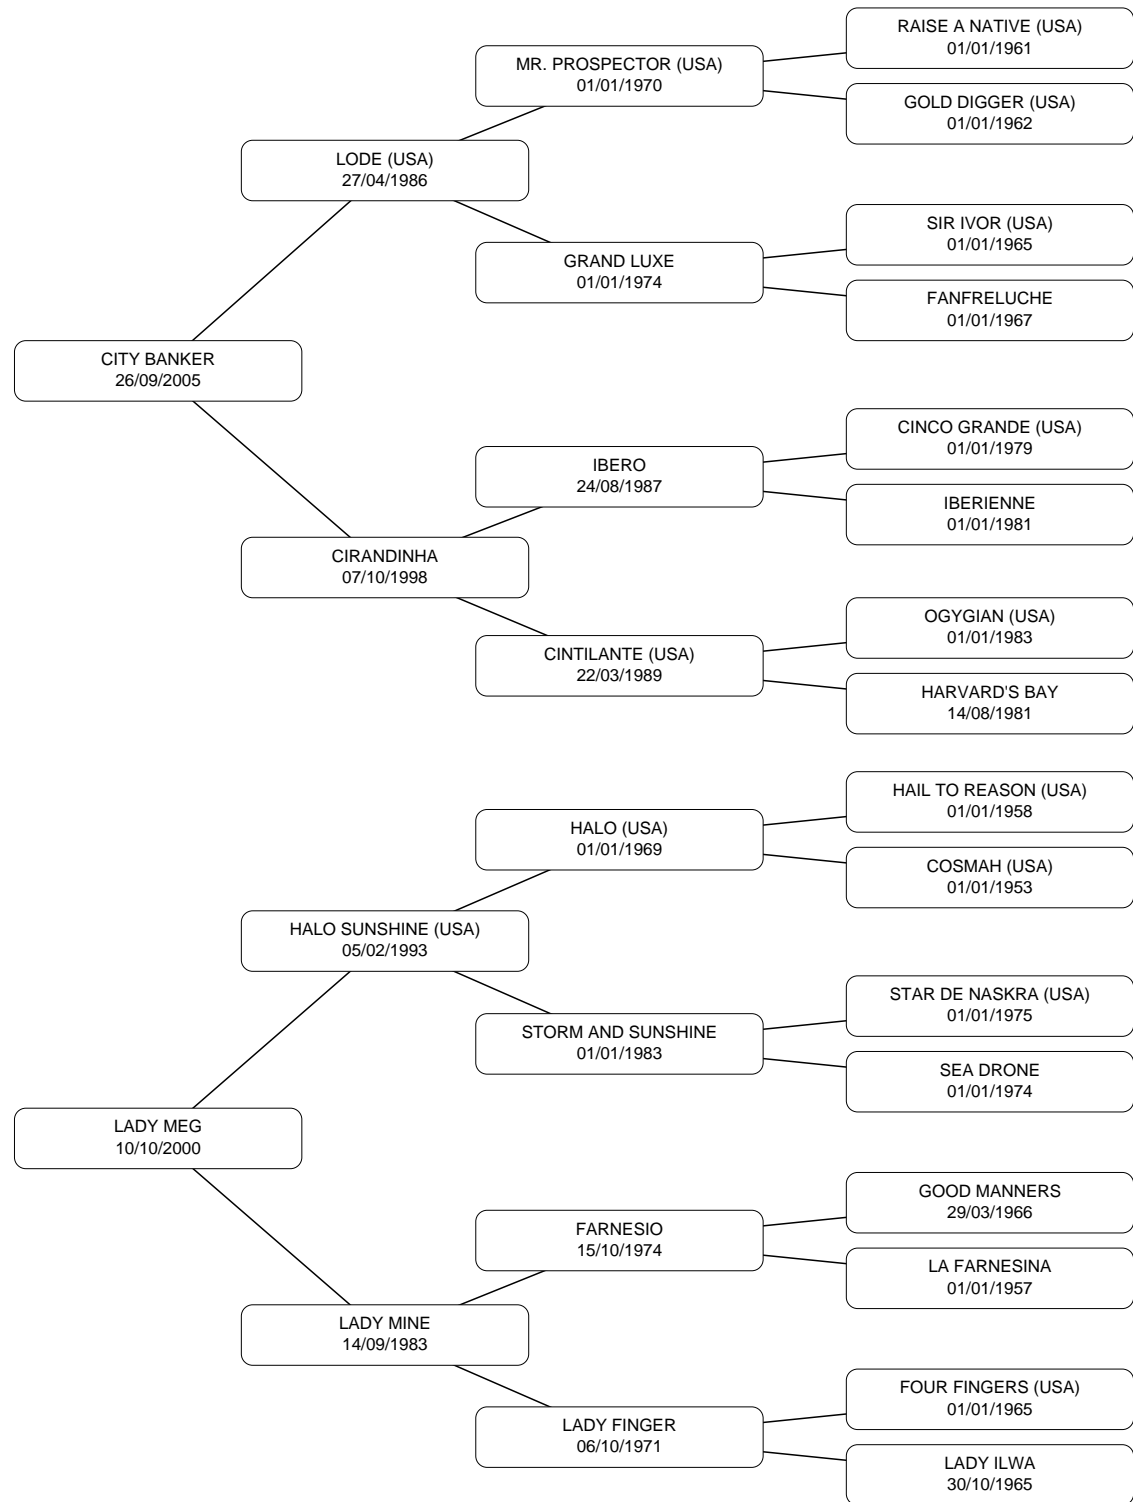 RAISE A NATIVE (USA)
01/01/1961
MR. PROSPECTOR (USA)
01/01/1970
GOLD DIGGER (USA)
01/01/1962
LODE (USA)
27/04/1986
SIR IVOR (USA)
01/01/1965
GRAND LUXE
01/01/1974
FANFRELUCHE
01/01/1967
CITY BANKER
26/09/2005
CINCO GRANDE (USA)
01/01/1979
IBERO
24/08/1987
IBERIENNE
01/01/1981
CIRANDINHA
07/10/1998
OGYGIAN (USA)
01/01/1983
CINTILANTE (USA)
22/03/1989
HARVARD'S BAY
14/08/1981
HAIL TO REASON (USA)
01/01/1958
HALO (USA)
01/01/1969
COSMAH (USA)
01/01/1953
HALO SUNSHINE (USA)
05/02/1993
STAR DE NASKRA (USA)
01/01/1975
STORM AND SUNSHINE
01/01/1983
SEA DRONE
01/01/1974
LADY MEG
10/10/2000
GOOD MANNERS
29/03/1966
FARNESIO
15/10/1974
LA FARNESINA
01/01/1957
LADY MINE
14/09/1983
FOUR FINGERS (USA)
01/01/1965
LADY FINGER
06/10/1971
LADY ILWA
30/10/1965